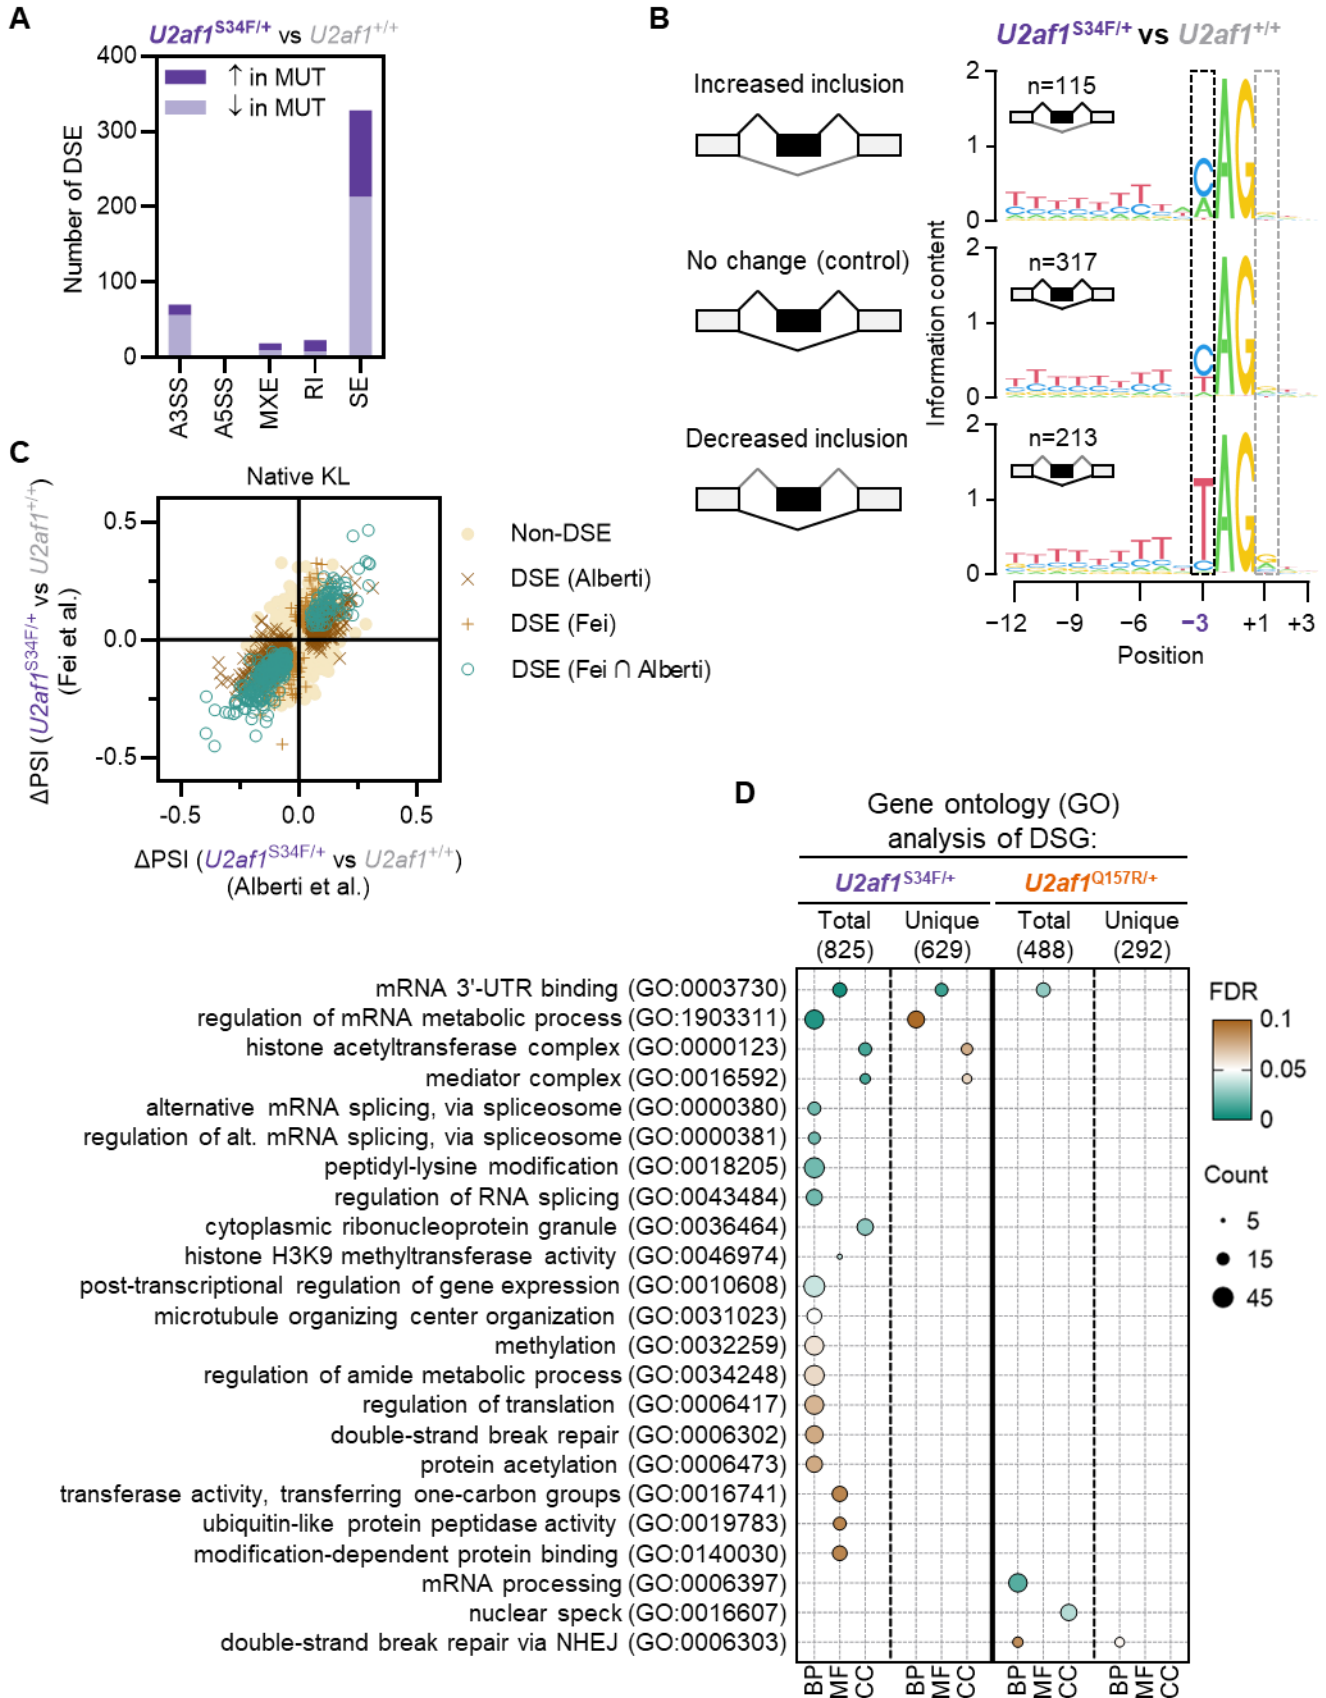 A
U2af1^S34F/+ vs U2af1^+/+
Number of DSE
400
300
200
100
0
↑ in MUT
↓ in MUT
A3SS
A5SS
MXE
RI
SE
B
U2af1^S34F/+ vs U2af1^+/+
Increased inclusion
No change (control)
Decreased inclusion
Information content
2
1
0
n=115
2
1
0
n=317
2
1
0
n=213
−12
−9
−6
−3
+1
+3
Position
C
Native KL
ΔPSI (U2af1^S34F/+ vs U2af1^+/+)
(Fei et al.)
0.5
0.0
-0.5
-0.5
0.0
0.5
ΔPSI (U2af1^S34F/+ vs U2af1^+/+)
(Alberti et al.)
Non-DSE
DSE (Alberti)
DSE (Fei)
DSE (Fei ∩ Alberti)
D
Gene ontology (GO)
analysis of DSG:
U2af1^S34F/+
U2af1^Q157R/+
Total
(825)
Unique
(629)
Total
(488)
Unique
(292)
mRNA 3'-UTR binding (GO:0003730)
regulation of mRNA metabolic process (GO:1903311)
histone acetyltransferase complex (GO:0000123)
mediator complex (GO:0016592)
alternative mRNA splicing, via spliceosome (GO:0000380)
regulation of alt. mRNA splicing, via spliceosome (GO:0000381)
peptidyl-lysine modification (GO:0018205)
regulation of RNA splicing (GO:0043484)
cytoplasmic ribonucleoprotein granule (GO:0036464)
histone H3K9 methyltransferase activity (GO:0046974)
post-transcriptional regulation of gene expression (GO:0010608)
microtubule organizing center organization (GO:0031023)
methylation (GO:0032259)
regulation of amide metabolic process (GO:0034248)
regulation of translation (GO:0006417)
double-strand break repair (GO:0006302)
protein acetylation (GO:0006473)
transferase activity, transferring one-carbon groups (GO:0016741)
ubiquitin-like protein peptidase activity (GO:0019783)
modification-dependent protein binding (GO:0140030)
mRNA processing (GO:0006397)
nuclear speck (GO:0016607)
double-strand break repair via NHEJ (GO:0006303)
BP
MF
CC
BP
MF
CC
BP
MF
CC
BP
MF
CC
FDR
0.1
0.05
0
Count
5
15
45